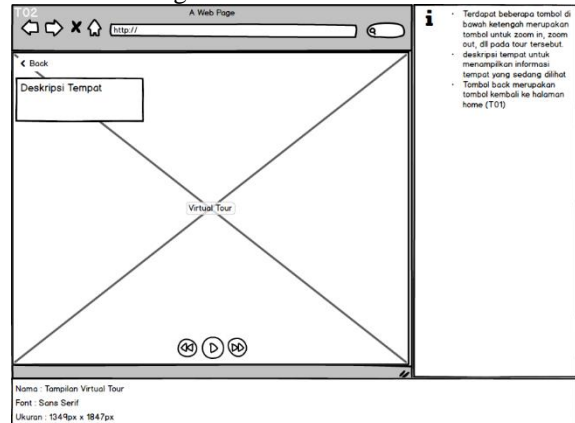 T02
A Web Page
http://
< Back
Deskripsi Tempat
Virtual Tour
i
· Terdapat beberapa tombol di
bawah ketengah merupakan
tombol untuk zoom in, zoom
out, dll pada tour tersebut.
· deskripsi tempat untuk
menampilkan informasi
tempat yang sedang dilihat
· Tombol back merupakan
tombol kembali ke halaman
home (T01)
Nama : Tampilan Virtual Tour
Font : Sans Serif
Ukuran : 1349px x 1847px